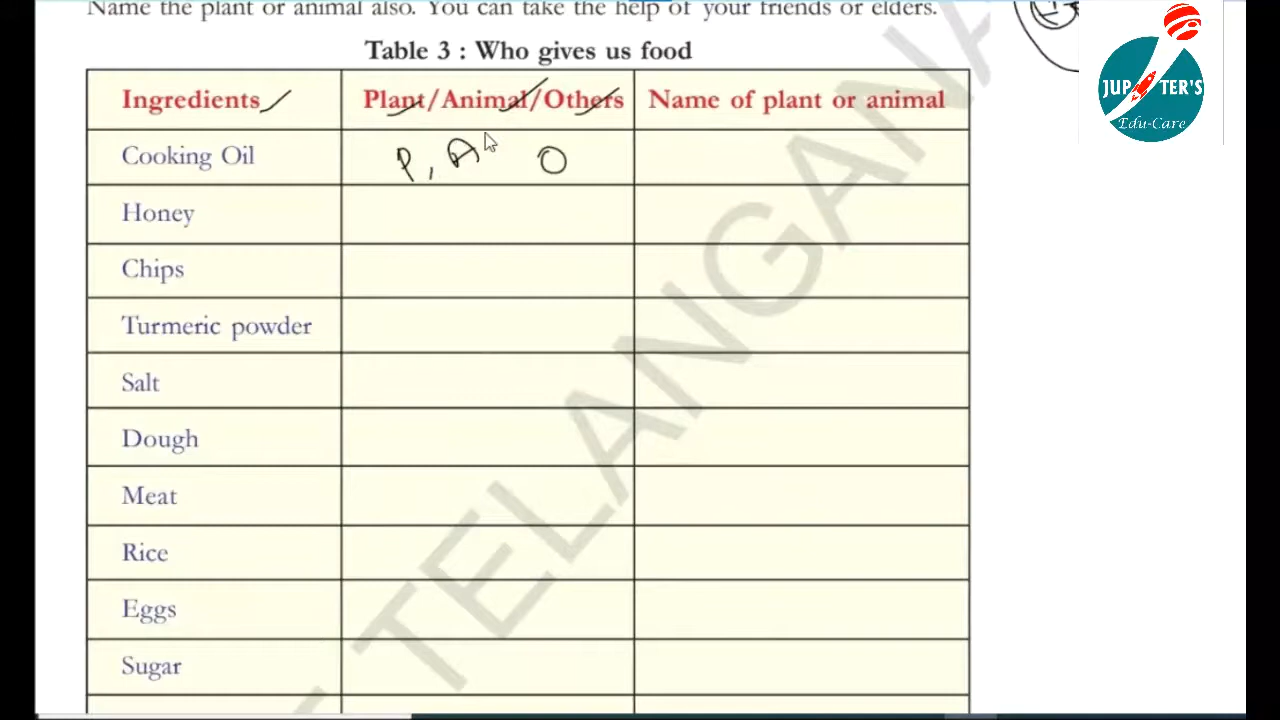 Name the plant or animal also. You can take the help of your friends or elders.
Table 3 : Who gives us food
Ingredients Plant/Animal/Others Name of plant or animal
Cooking Oil P, A O
Honey
Chips
Turmeric powder
Salt
Dough
Meat
Rice
Eggs
Sugar
TELANGANA
JUPITER'S
Edu-Care